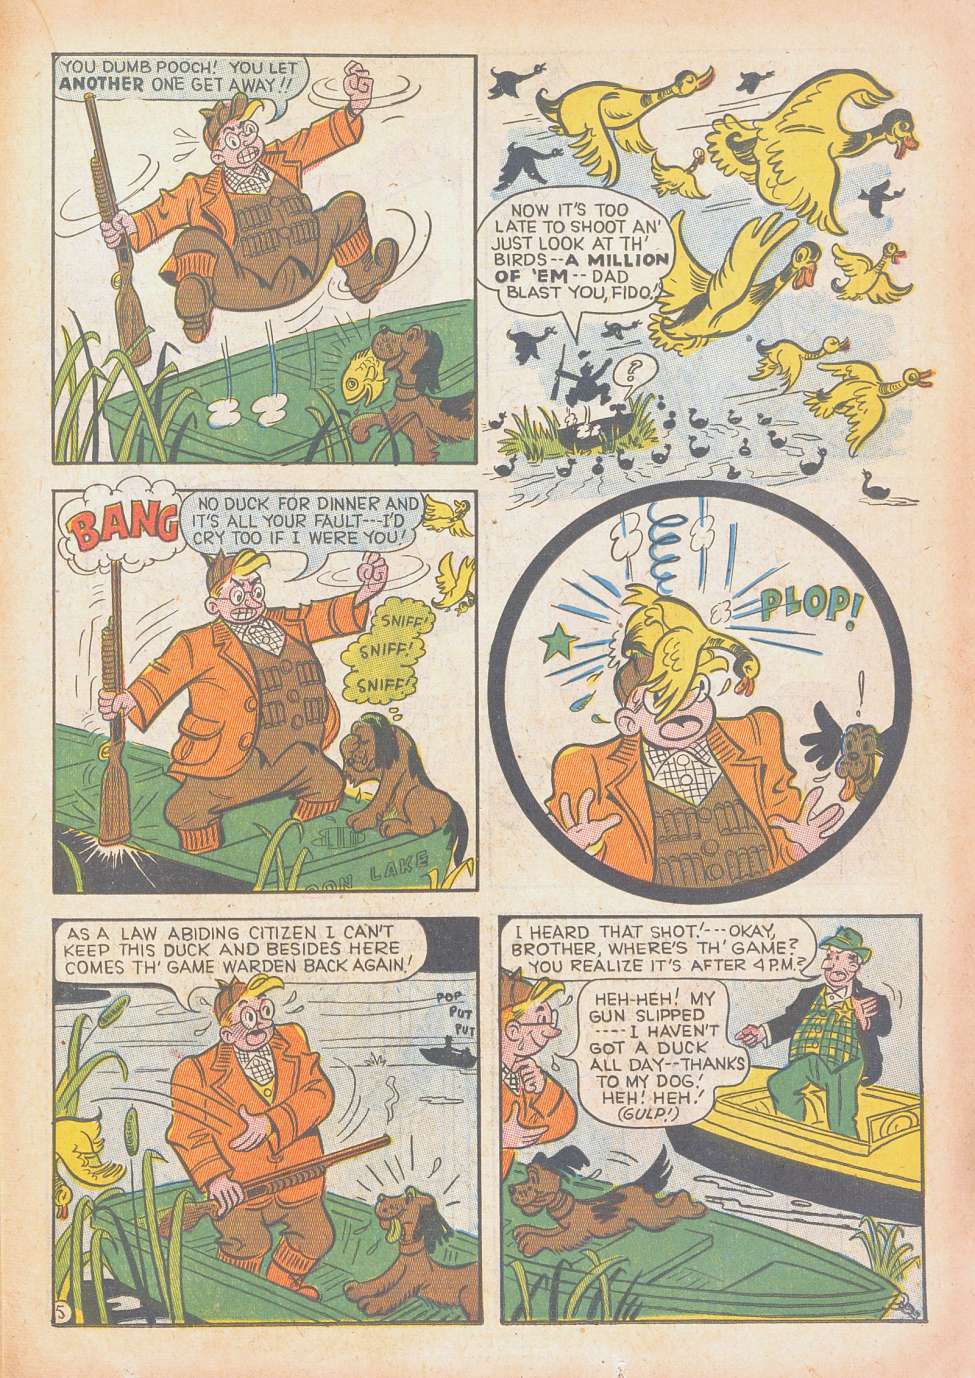 YOU DUMB POOCH! YOU LET
ANOTHER ONE GET AWAY!!
NOW IT'S TOO
LATE TO SHOOT AN'
JUST LOOK AT TH'
BIRDS--A MILLION
OF 'EM--DAD
BLAST YOU, FIDO!
?
BANG
NO DUCK FOR DINNER AND
IT'S ALL YOUR FAULT---I'D
CRY TOO IF I WERE YOU!
SNIFF!
SNIFF!
SNIFF!
OON LAKE
PLOP!
!
AS A LAW ABIDING CITIZEN I CAN'T
KEEP THIS DUCK AND BESIDES HERE
COMES TH' GAME WARDEN BACK AGAIN!
POP
PUT
PUT
5
I HEARD THAT SHOT!---OKAY,
BROTHER, WHERE'S TH' GAME?
YOU REALIZE IT'S AFTER 4 P.M.?
HEH-HEH! MY
GUN SLIPPED
----I HAVEN'T
GOT A DUCK
ALL DAY--THANKS
TO MY DOG!
HEH! HEH!
(GULP!)